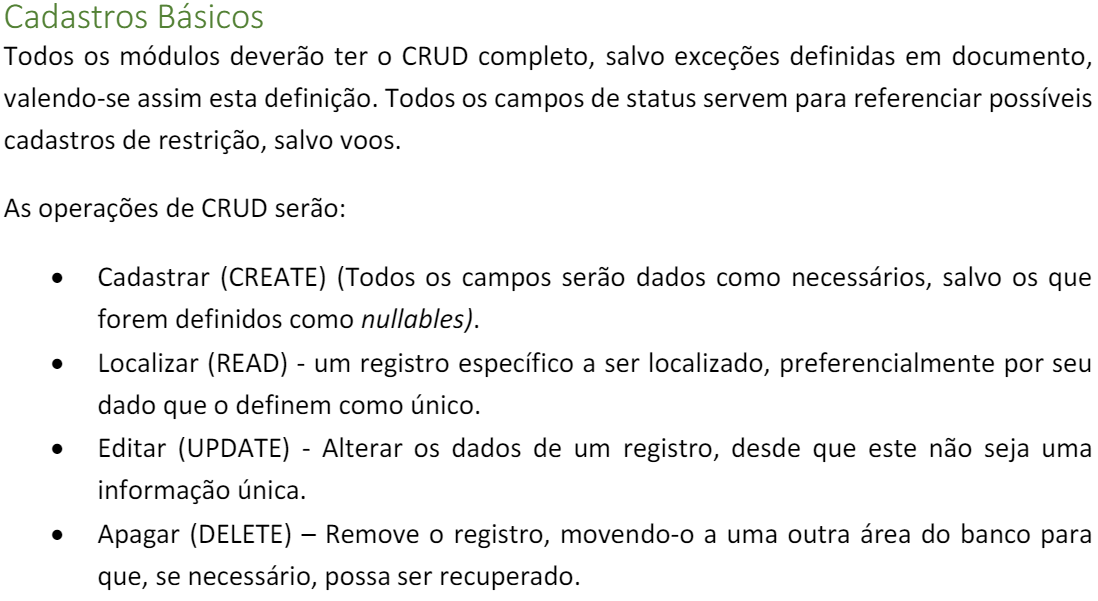 Cadastros Básicos
Todos os módulos deverão ter o CRUD completo, salvo exceções definidas em documento,
valendo-se assim esta definição. Todos os campos de status servem para referenciar possíveis
cadastros de restrição, salvo voos.
As operações de CRUD serão:
• Cadastrar (CREATE) (Todos os campos serão dados como necessários, salvo os que
forem definidos como nullables).
• Localizar (READ) - um registro específico a ser localizado, preferencialmente por seu
dado que o definem como único.
• Editar (UPDATE) - Alterar os dados de um registro, desde que este não seja uma
informação única.
• Apagar (DELETE) – Remove o registro, movendo-o a uma outra área do banco para
que, se necessário, possa ser recuperado.